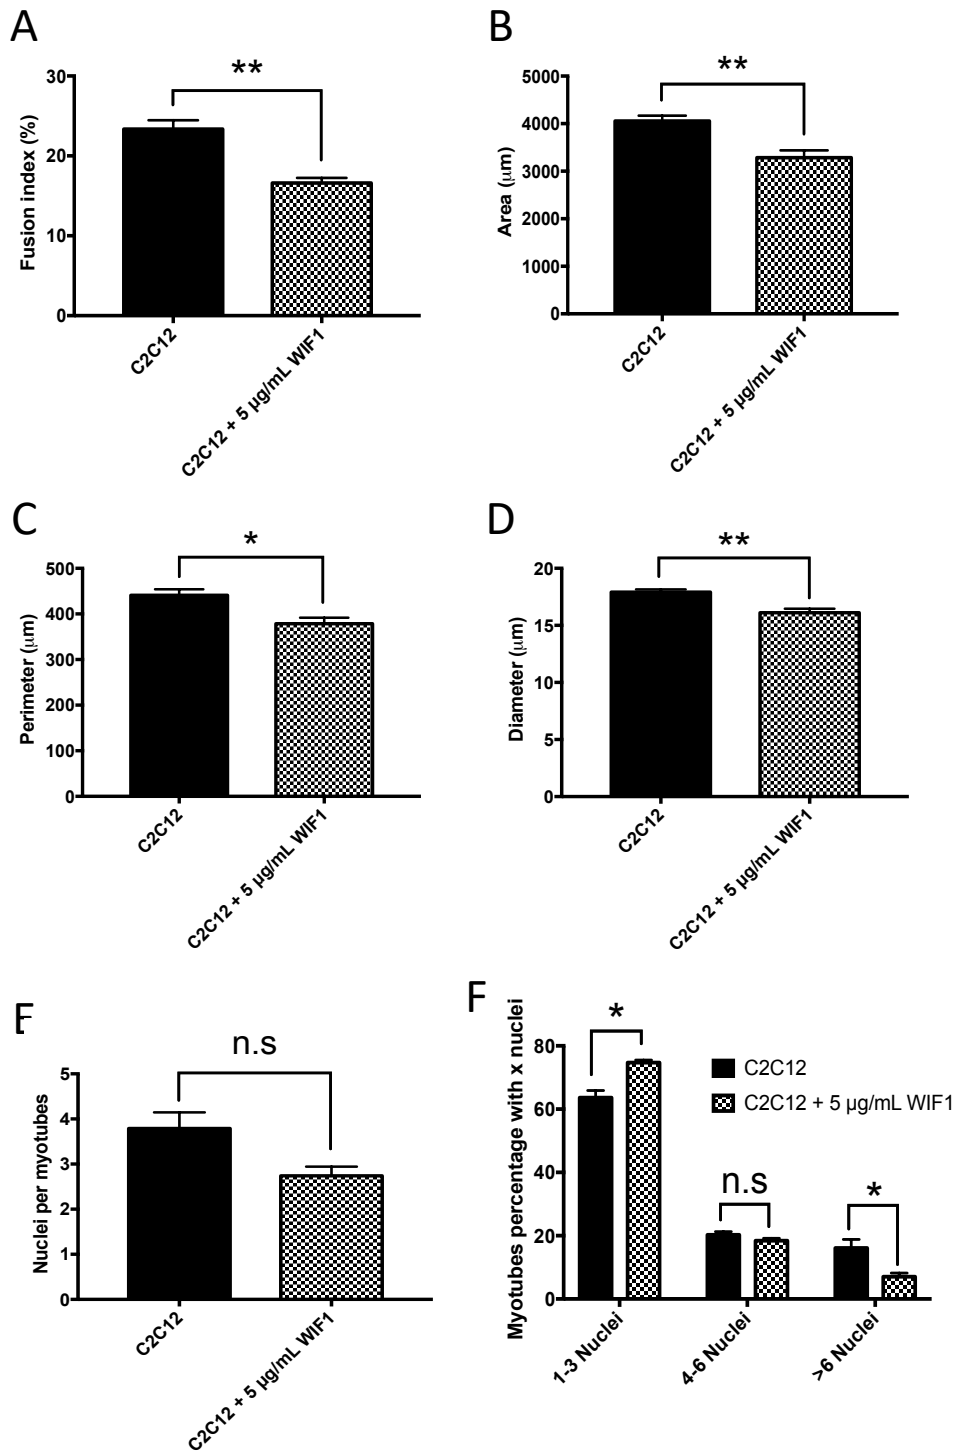 A
Fusion index (%)
30
20
10
0
**
C2C12
C2C12 + 5 µg/mL WIF1
B
Area (µm)
5000
4000
3000
2000
1000
0
**
C2C12
C2C12 + 5 µg/mL WIF1
C
Perimeter (µm)
500
400
300
200
100
0
*
C2C12
C2C12 + 5 µg/mL WIF1
D
Diameter (µm)
20
15
10
5
0
**
C2C12
C2C12 + 5 µg/mL WIF1
E
Nuclei per myotubes
5
4
3
2
1
0
n.s
C2C12
C2C12 + 5 µg/mL WIF1
F
Myotubes percentage with x nuclei
80
60
40
20
0
*
n.s
*
C2C12
C2C12 + 5 µg/mL WIF1
1-3 Nuclei
4-6 Nuclei
>6 Nuclei